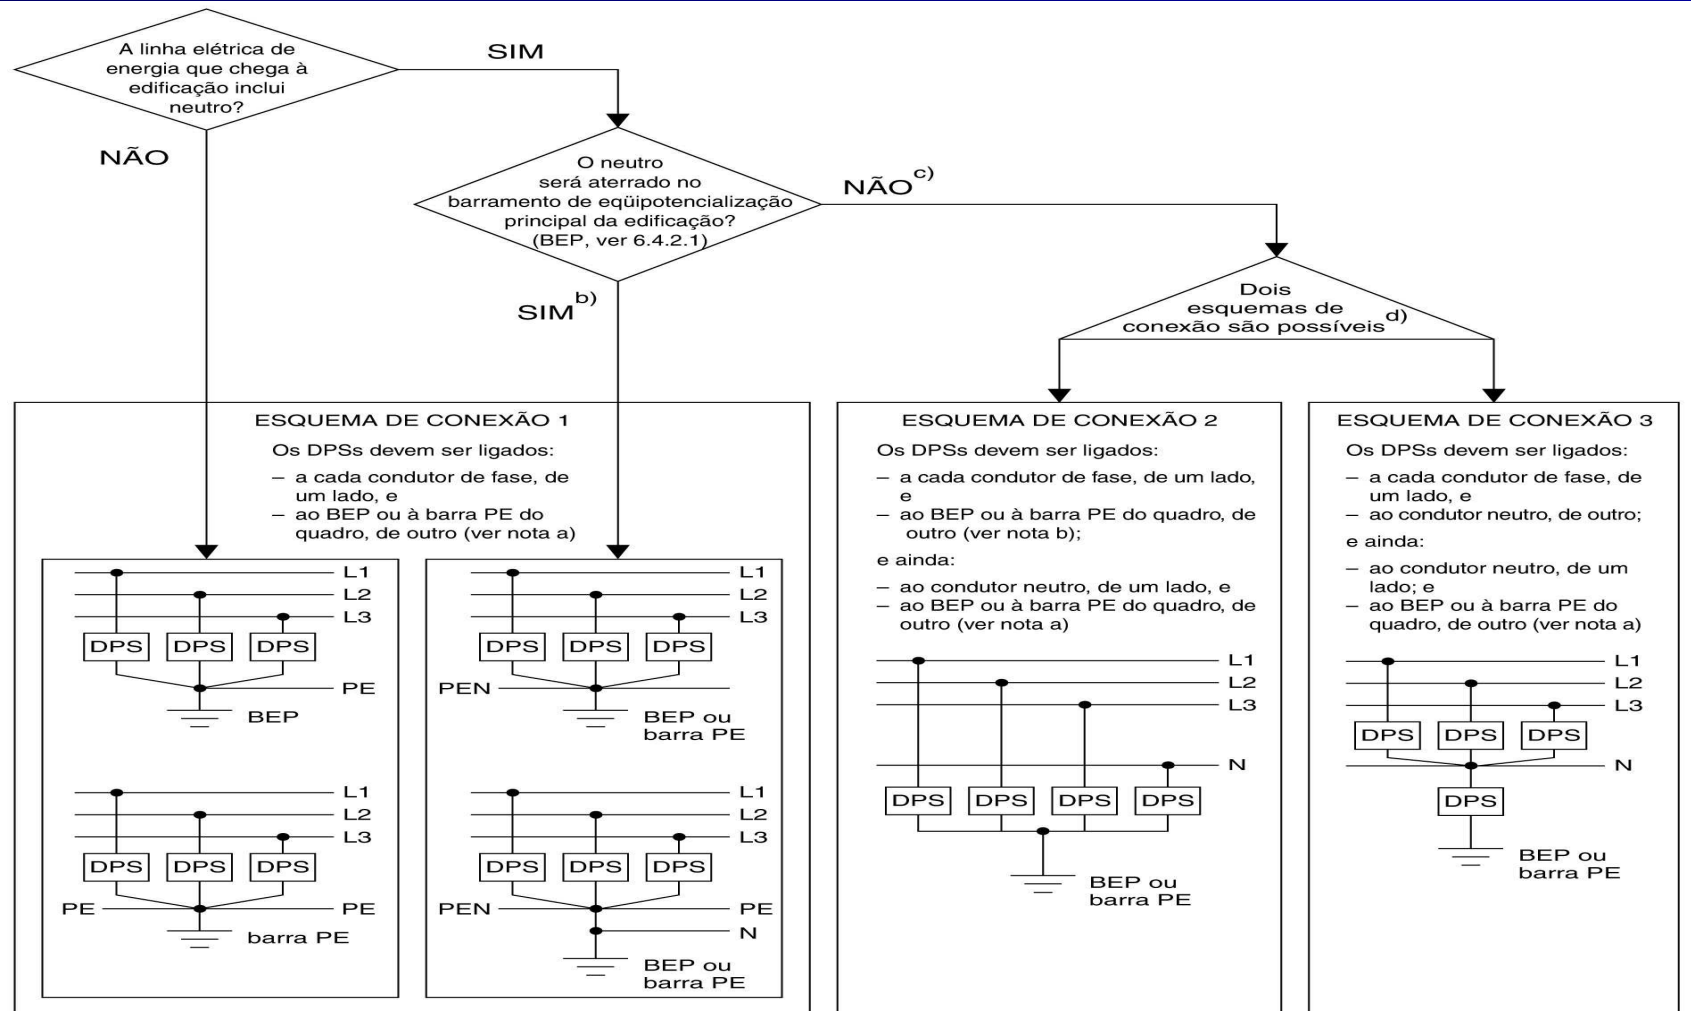 A linha elétrica de
energia que chega à
edificação inclui
neutro?
SIM
NÃO
O neutro
será aterrado no
barramento de eqüipotencialização
principal da edificação?
(BEP, ver 6.4.2.1)
NÃO c)
SIM b)
Dois
esquemas de
conexão são possíveis d)
ESQUEMA DE CONEXÃO 1
Os DPSs devem ser ligados:
– a cada condutor de fase, de
um lado, e
– ao BEP ou à barra PE do
quadro, de outro (ver nota a)
L1
L2
L3
DPS DPS DPS
PE
BEP
L1
L2
L3
DPS DPS DPS
PE PE
barra PE
L1
L2
L3
DPS DPS DPS
PEN
BEP ou
barra PE
L1
L2
L3
DPS DPS DPS
PEN PE
N
BEP ou
barra PE
ESQUEMA DE CONEXÃO 2
Os DPSs devem ser ligados:
– a cada condutor de fase, de um lado,
e
– ao BEP ou à barra PE do quadro, de
outro (ver nota b);
e ainda:
– ao condutor neutro, de um lado, e
– ao BEP ou à barra PE do quadro, de
outro (ver nota a)
L1
L2
L3
N
DPS DPS DPS DPS
BEP ou
barra PE
ESQUEMA DE CONEXÃO 3
Os DPSs devem ser ligados:
– a cada condutor de fase, de
um lado, e
– ao condutor neutro, de outro;
e ainda:
– ao condutor neutro, de um
lado; e
– ao BEP ou à barra PE do
quadro, de outro (ver nota a)
L1
L2
L3
DPS DPS DPS
N
DPS
BEP ou
barra PE